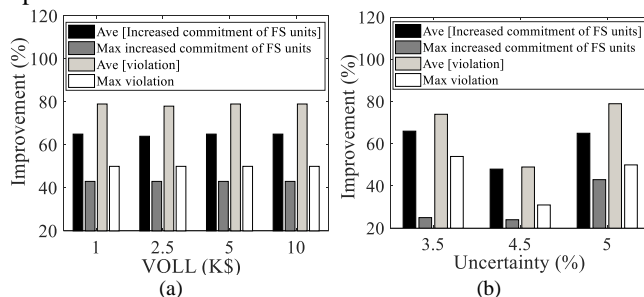 120
100
80
60
40
20
Improvement (%)
Ave [Increased commitment of FS units]
Max increased commitment of FS units
Ave [violation]
Max violation
1 2.5 5 10
VOLL (K$)
(a)
120
100
80
60
40
20
Improvement (%)
Ave [Increased commitment of FS units]
Max increased commitment of FS units
Ave [violation]
Max violation
3.5 4.5 5
Uncertainty (%)
(b)